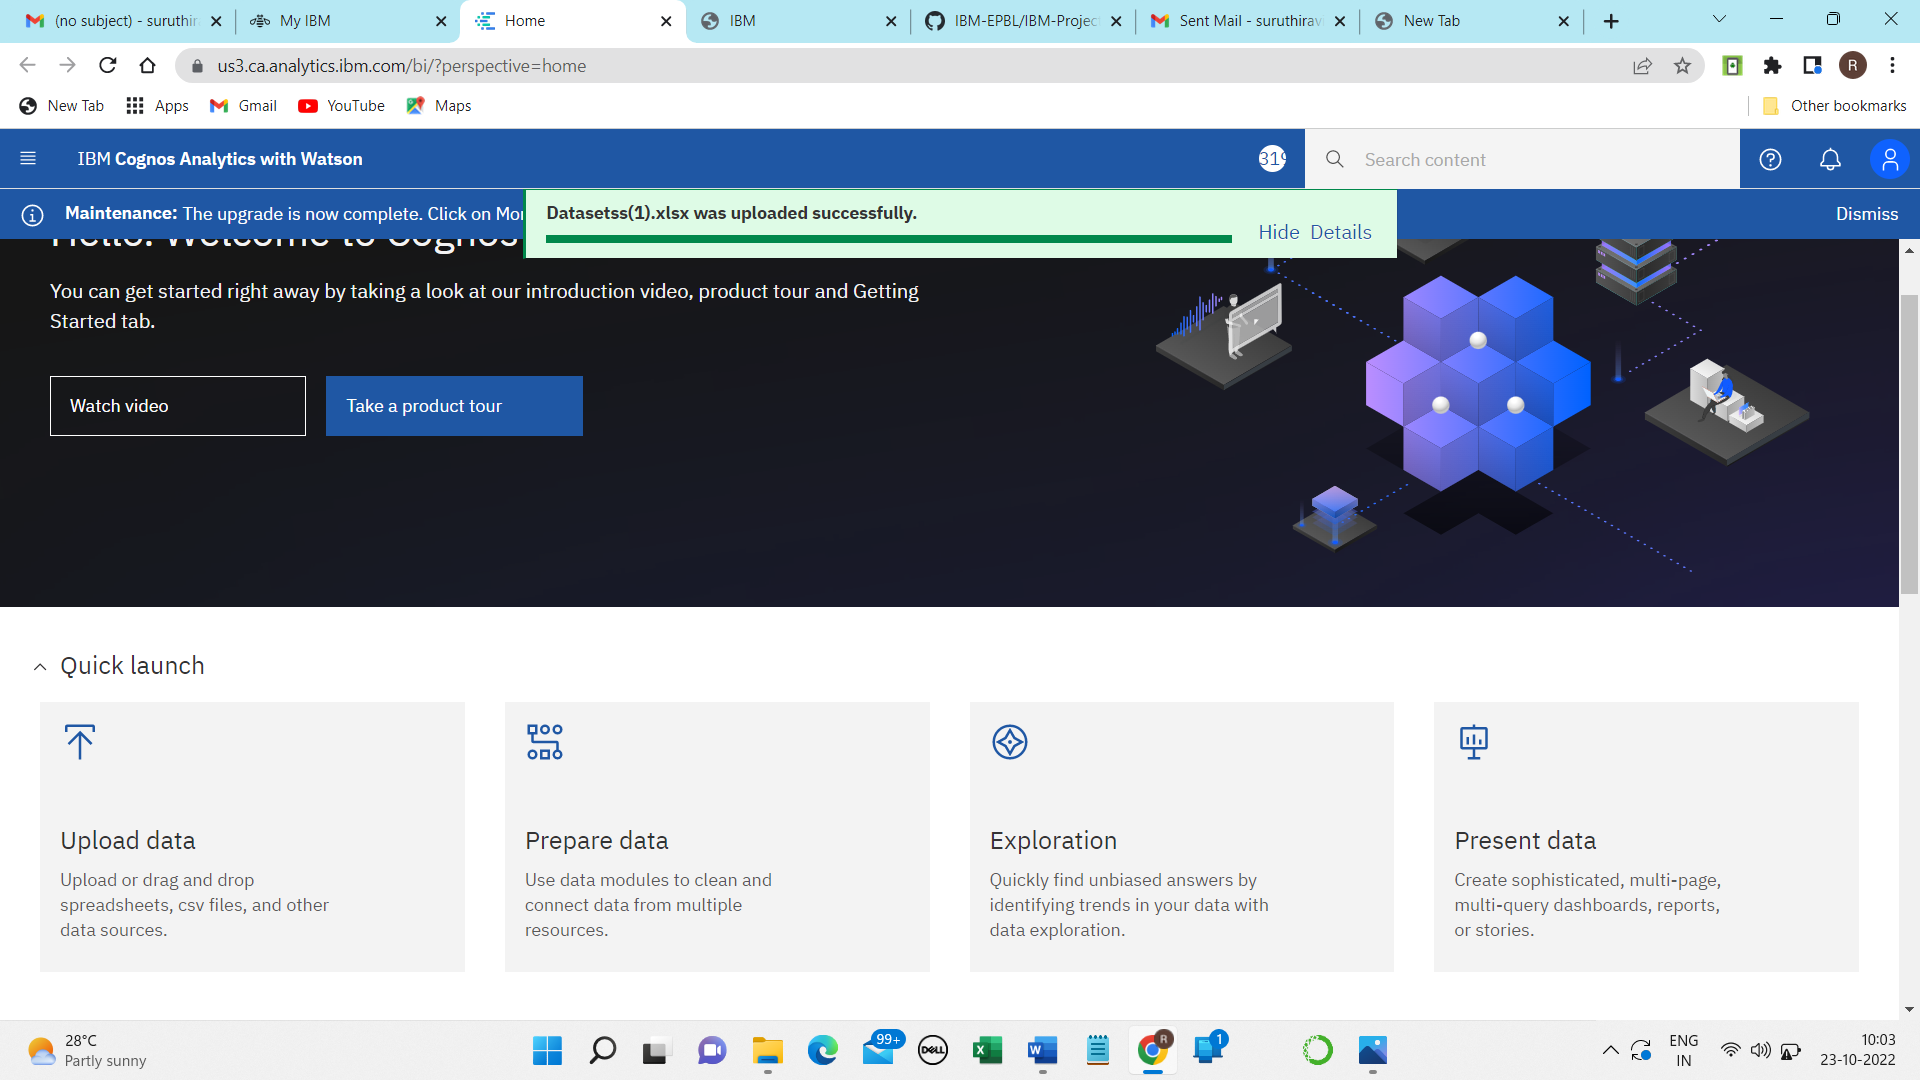 (no subject) - suruthir
My IBM
Home
IBM
IBM-EPBL/IBM-Project
Sent Mail - suruthirav
New Tab
us3.ca.analytics.ibm.com/bi/?perspective=home
R
New Tab
Apps
Gmail
YouTube
Maps
Other bookmarks
IBM Cognos Analytics with Watson
319
Search content
Maintenance: The upgrade is now complete. Click on Mor
Datasetss(1).xlsx was uploaded successfully.
Hide Details
Dismiss
Hello! Welcome to Cognos
You can get started right away by taking a look at our introduction video, product tour and Getting
Started tab.
Watch video
Take a product tour
Quick launch
Upload data
Upload or drag and drop
spreadsheets, csv files, and other
data sources.
Prepare data
Use data modules to clean and
connect data from multiple
resources.
Exploration
Quickly find unbiased answers by
identifying trends in your data with
data exploration.
Present data
Create sophisticated, multi-page,
multi-query dashboards, reports,
or stories.
28°C
Partly sunny
99+
DELL
R
1
ENG
IN
10:03
23-10-2022